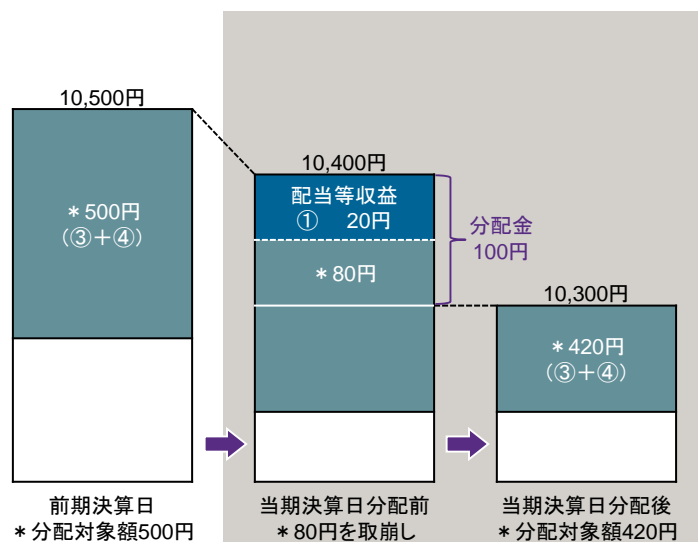 10,500円
＊500円
（③＋④）
前期決算日
＊分配対象額500円
10,400円
配当等収益
① 20円
＊80円
分配金
100円
当期決算日分配前
＊80円を取崩し
10,300円
＊420円
（③＋④）
当期決算日分配後
＊分配対象額420円